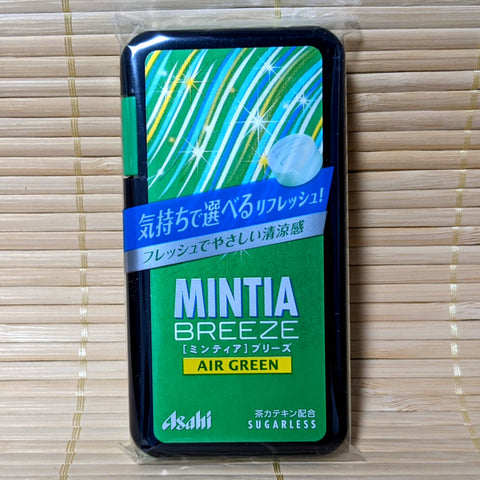 気持ちで選べるリフレッシュ!
フレッシュでやさしい清涼感
MINTIA
BREEZE
[ミンティア]ブリーズ
AIR GREEN
Asahi
茶カテキン配合
SUGARLESS